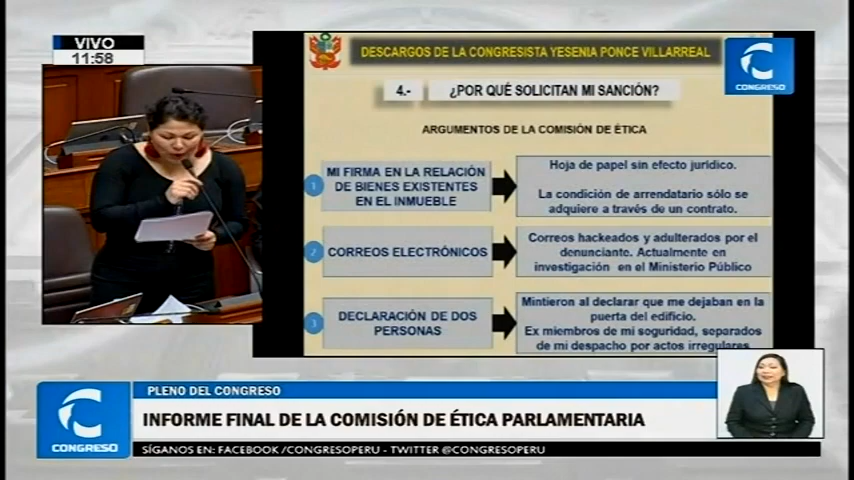 VIVO
11:58
DESCARGOS DE LA CONGRESISTA YESENIA PONCE VILLARREAL
CONGRESO
4.-
¿POR QUÉ SOLICITAN MI SANCIÓN?
ARGUMENTOS DE LA COMISIÓN DE ÉTICA
1
MI FIRMA EN LA RELACIÓN
DE BIENES EXISTENTES
EN EL INMUEBLE
Hoja de papel sin efecto jurídico.
La condición de arrendatario sólo se
adquiere a través de un contrato.
2
CORREOS ELECTRÓNICOS
Correos hackeados y adulterados por el
denunciante. Actualmente en
investigación en el Ministerio Público
3
DECLARACIÓN DE DOS
PERSONAS
Mintieron al declarar que me dejaban en la
puerta del edificio.
Ex miembros de mi seguridad, separados
de mi despacho por actos irregulares
CONGRESO
PLENO DEL CONGRESO
INFORME FINAL DE LA COMISIÓN DE ÉTICA PARLAMENTARIA
SÍGANOS EN: FACEBOOK /CONGRESOPERU - TWITTER @CONGRESOPERU